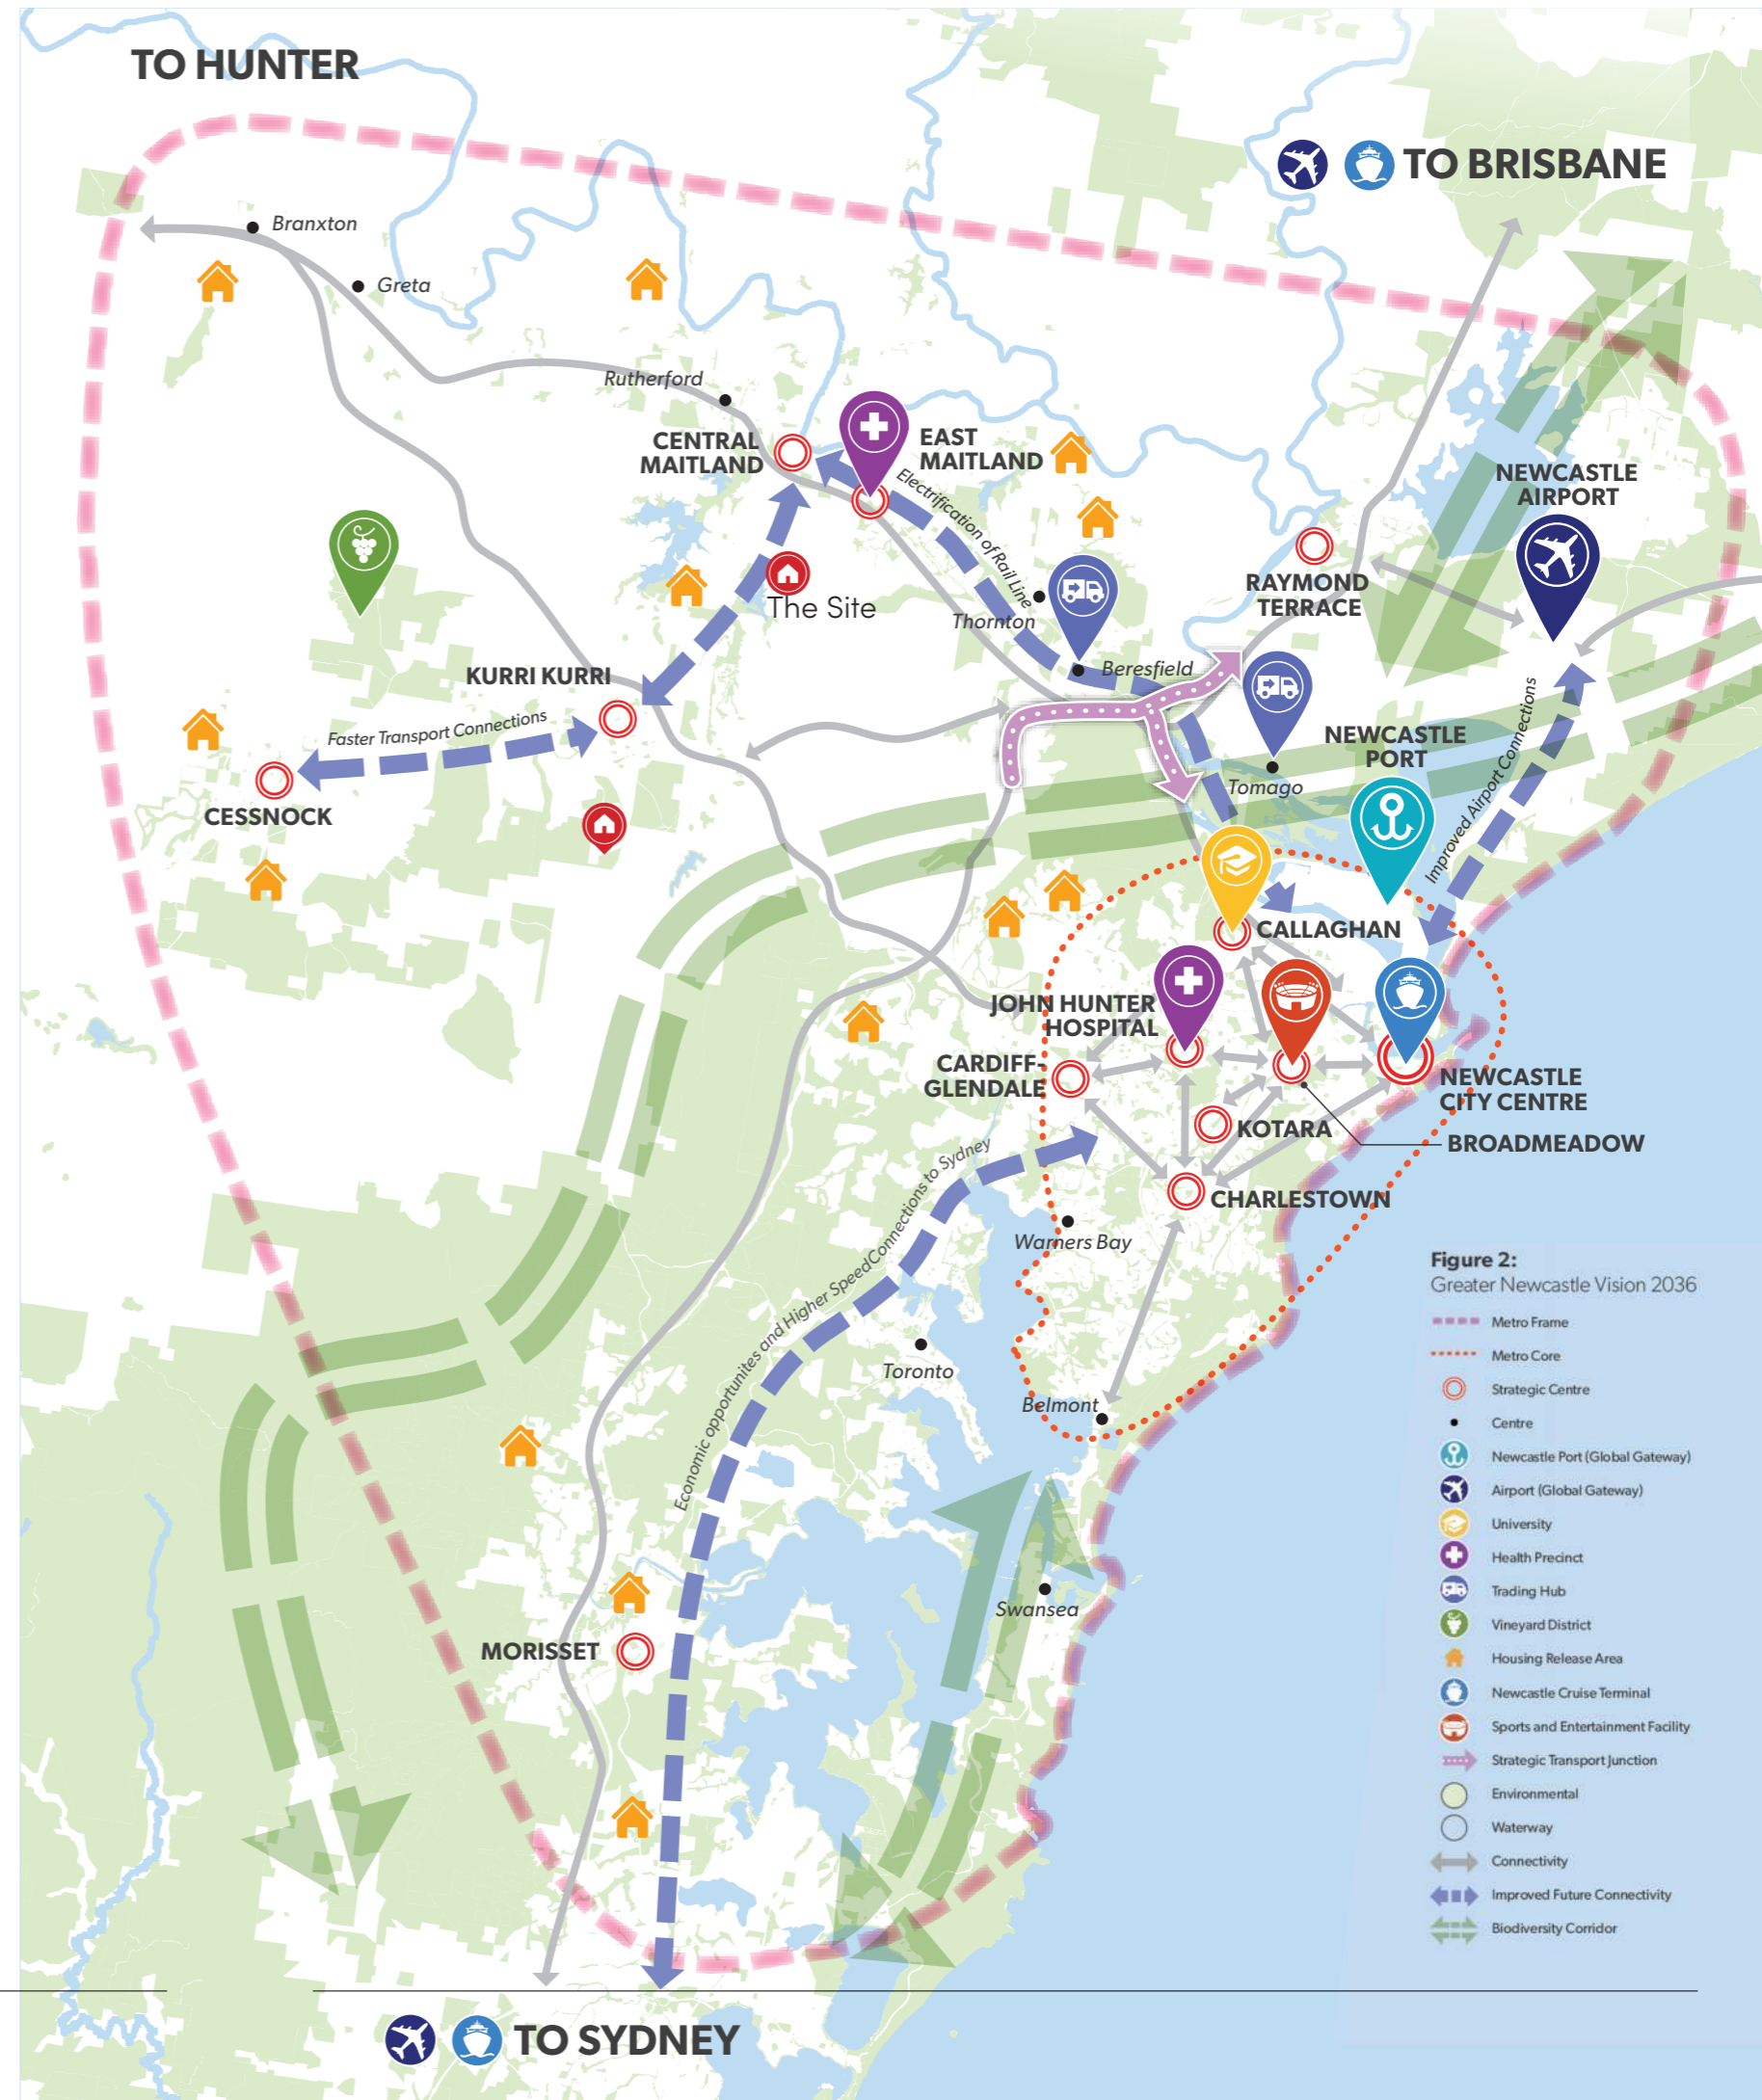 TO HUNTER
TO BRISBANE
Branxton
Greta
Rutherford
CENTRAL
MAITLAND
EAST
MAITLAND
Electrification of Rail Line
NEWCASTLE
AIRPORT
The Site
Thornton
RAYMOND
TERRACE
KURRI KURRI
Beresfield
Faster Transport Connections
CESSNOCK
NEWCASTLE
PORT
Tomago
Improved Airport Connections
CALLAGHAN
JOHN HUNTER
HOSPITAL
CARDIFF-
GLENDALE
NEWCASTLE
CITY CENTRE
KOTARA
BROADMEADOW
CHARLESTOWN
Warners Bay
Economic opportunites and Higher Speed Connections to Sydney
Toronto
Belmont
Swansea
MORISSET
TO SYDNEY
Figure 2:
Greater Newcastle Vision 2036
Metro Frame
Metro Core
Strategic Centre
Centre
Newcastle Port (Global Gateway)
Airport (Global Gateway)
University
Health Precinct
Trading Hub
Vineyard District
Housing Release Area
Newcastle Cruise Terminal
Sports and Entertainment Facility
Strategic Transport Junction
Environmental
Waterway
Connectivity
Improved Future Connectivity
Biodiversity Corridor